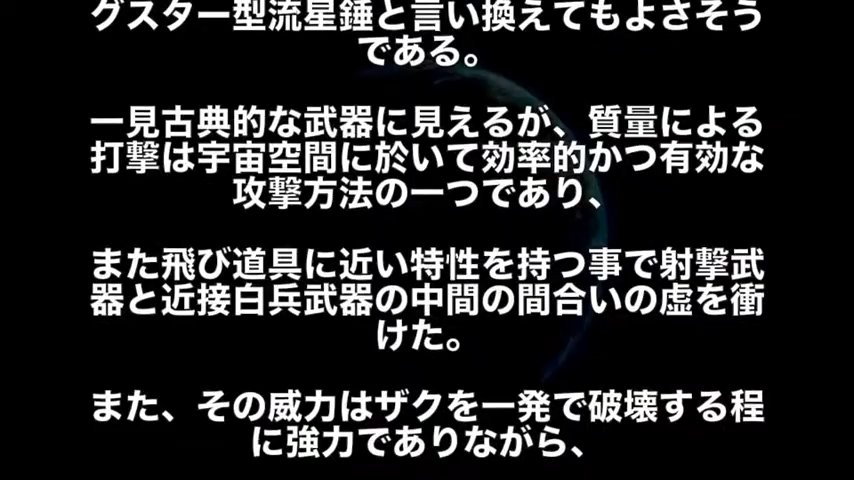 グスター型流星錘と言い換えてもよさそう
である。
一見古典的な武器に見えるが、質量による
打撃は宇宙空間に於いて効率的かつ有効な
攻撃方法の一つであり、
また飛び道具に近い特性を持つ事で射撃武
器と近接白兵武器の中間の間合いの虚を衝
けた。
また、その威力はザクを一発で破壊する程
に強力でありながら、